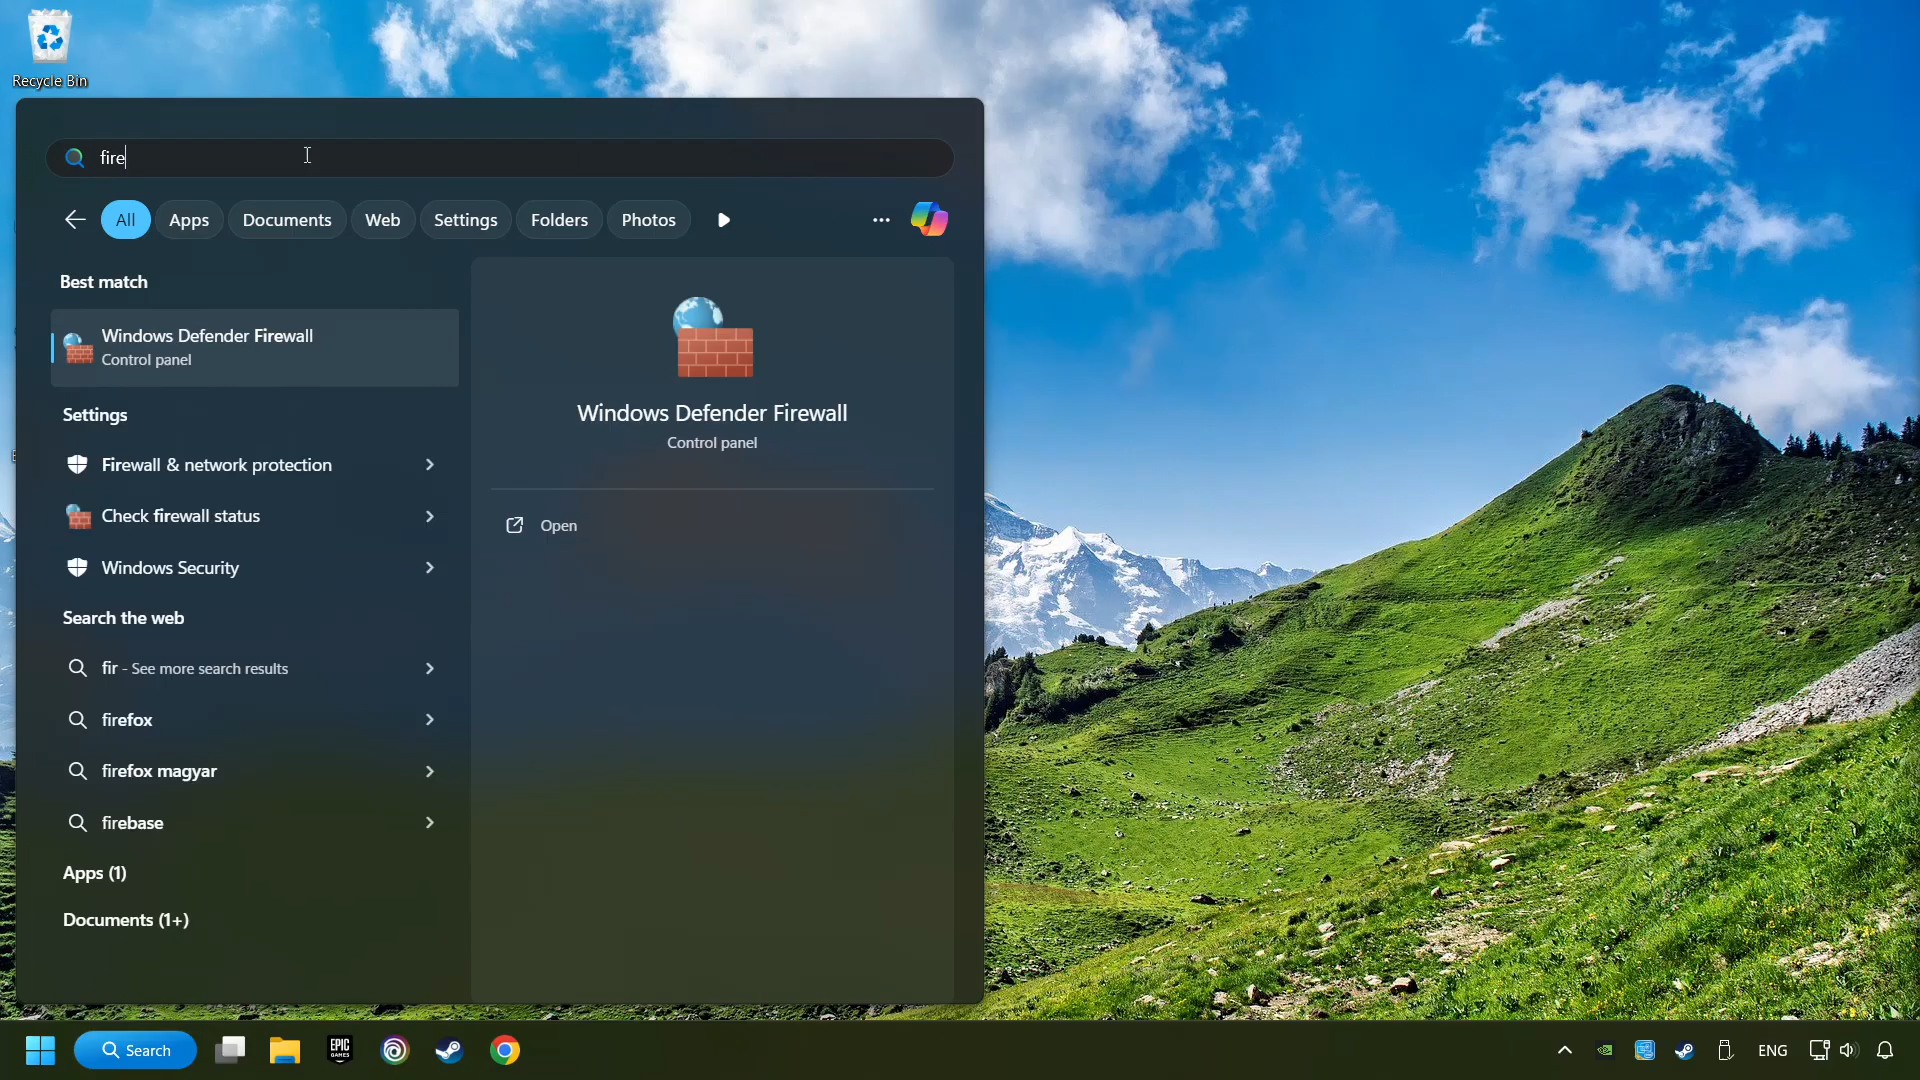 Recycle Bin
fire
All
Apps
Documents
Web
Settings
Folders
Photos
Best match
Windows Defender Firewall
Control panel
Settings
Firewall & network protection
Check firewall status
Windows Security
Search the web
fir - See more search results
firefox
firefox magyar
firebase
Apps (1)
Documents (1+)
Windows Defender Firewall
Control panel
Open
Search
EPIC
GAMES
ENG